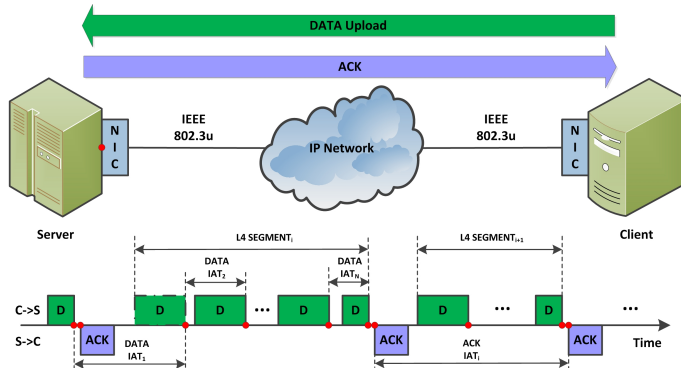 DATA Upload
ACK
IEEE
802.3u
IEEE
802.3u
N
I
C
IP Network
N
I
C
Server
Client
L4 SEGMENTi
L4 SEGMENTi+1
DATA
IAT2
DATA
IATN
C->S
D
D
D
...
D
D
D
...
D
...
S->C
ACK
DATA
IAT1
ACK
ACK
IATi
ACK
Time